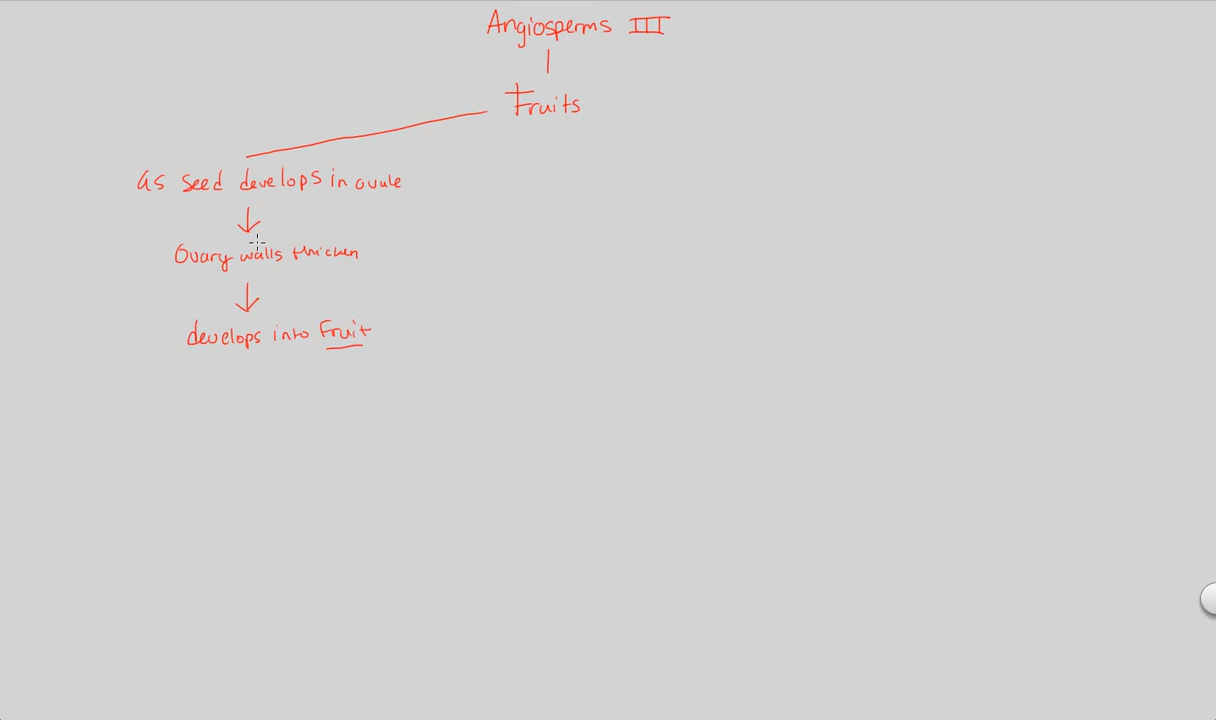 Angiosperms III
Fruits
as seed develops in ovule
Ovary walls thicken
develops into Fruit